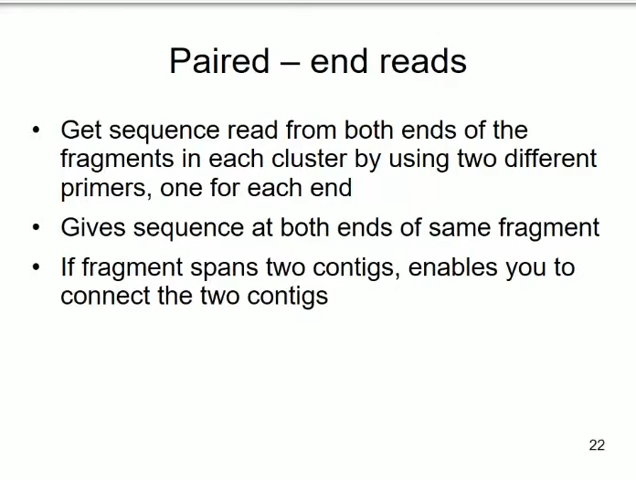 Paired – end reads
• Get sequence read from both ends of the
fragments in each cluster by using two different
primers, one for each end
• Gives sequence at both ends of same fragment
• If fragment spans two contigs, enables you to
connect the two contigs
22